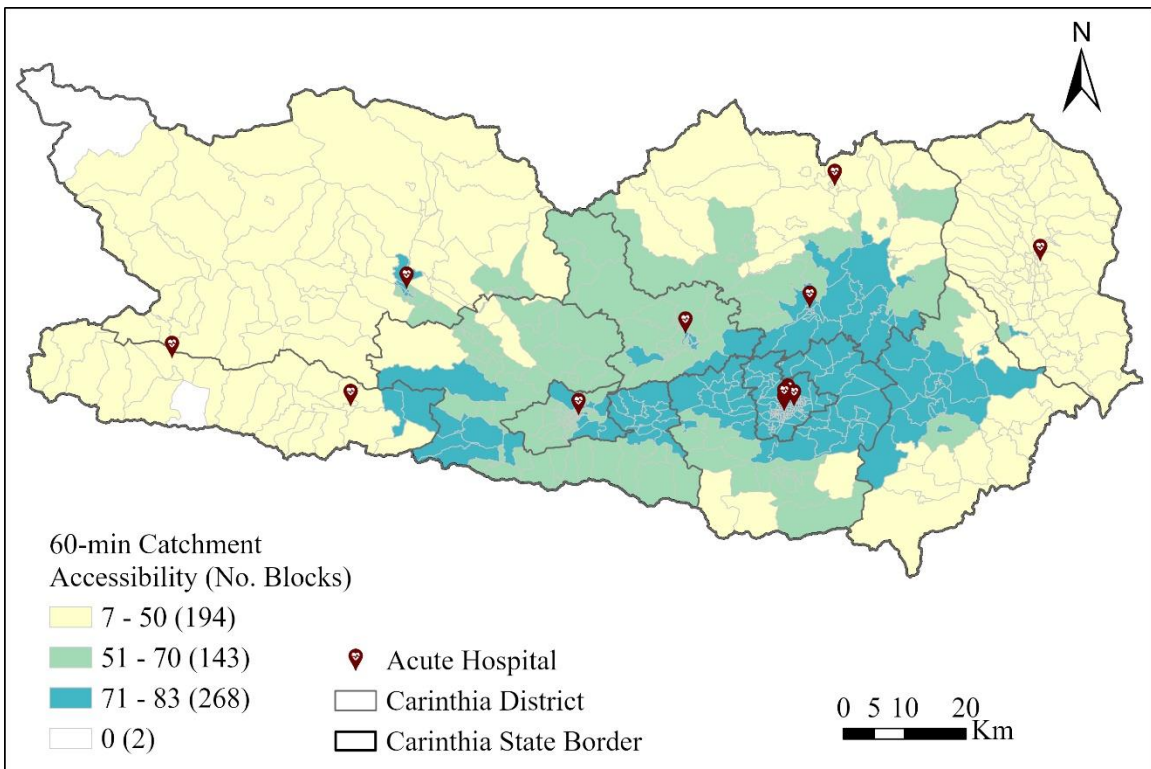 N
60-min Catchment
Accessibility (No. Blocks)
7 - 50 (194)
51 - 70 (143)
71 - 83 (268)
0 (2)
Acute Hospital
Carinthia District
Carinthia State Border
0 5 10 20
Km